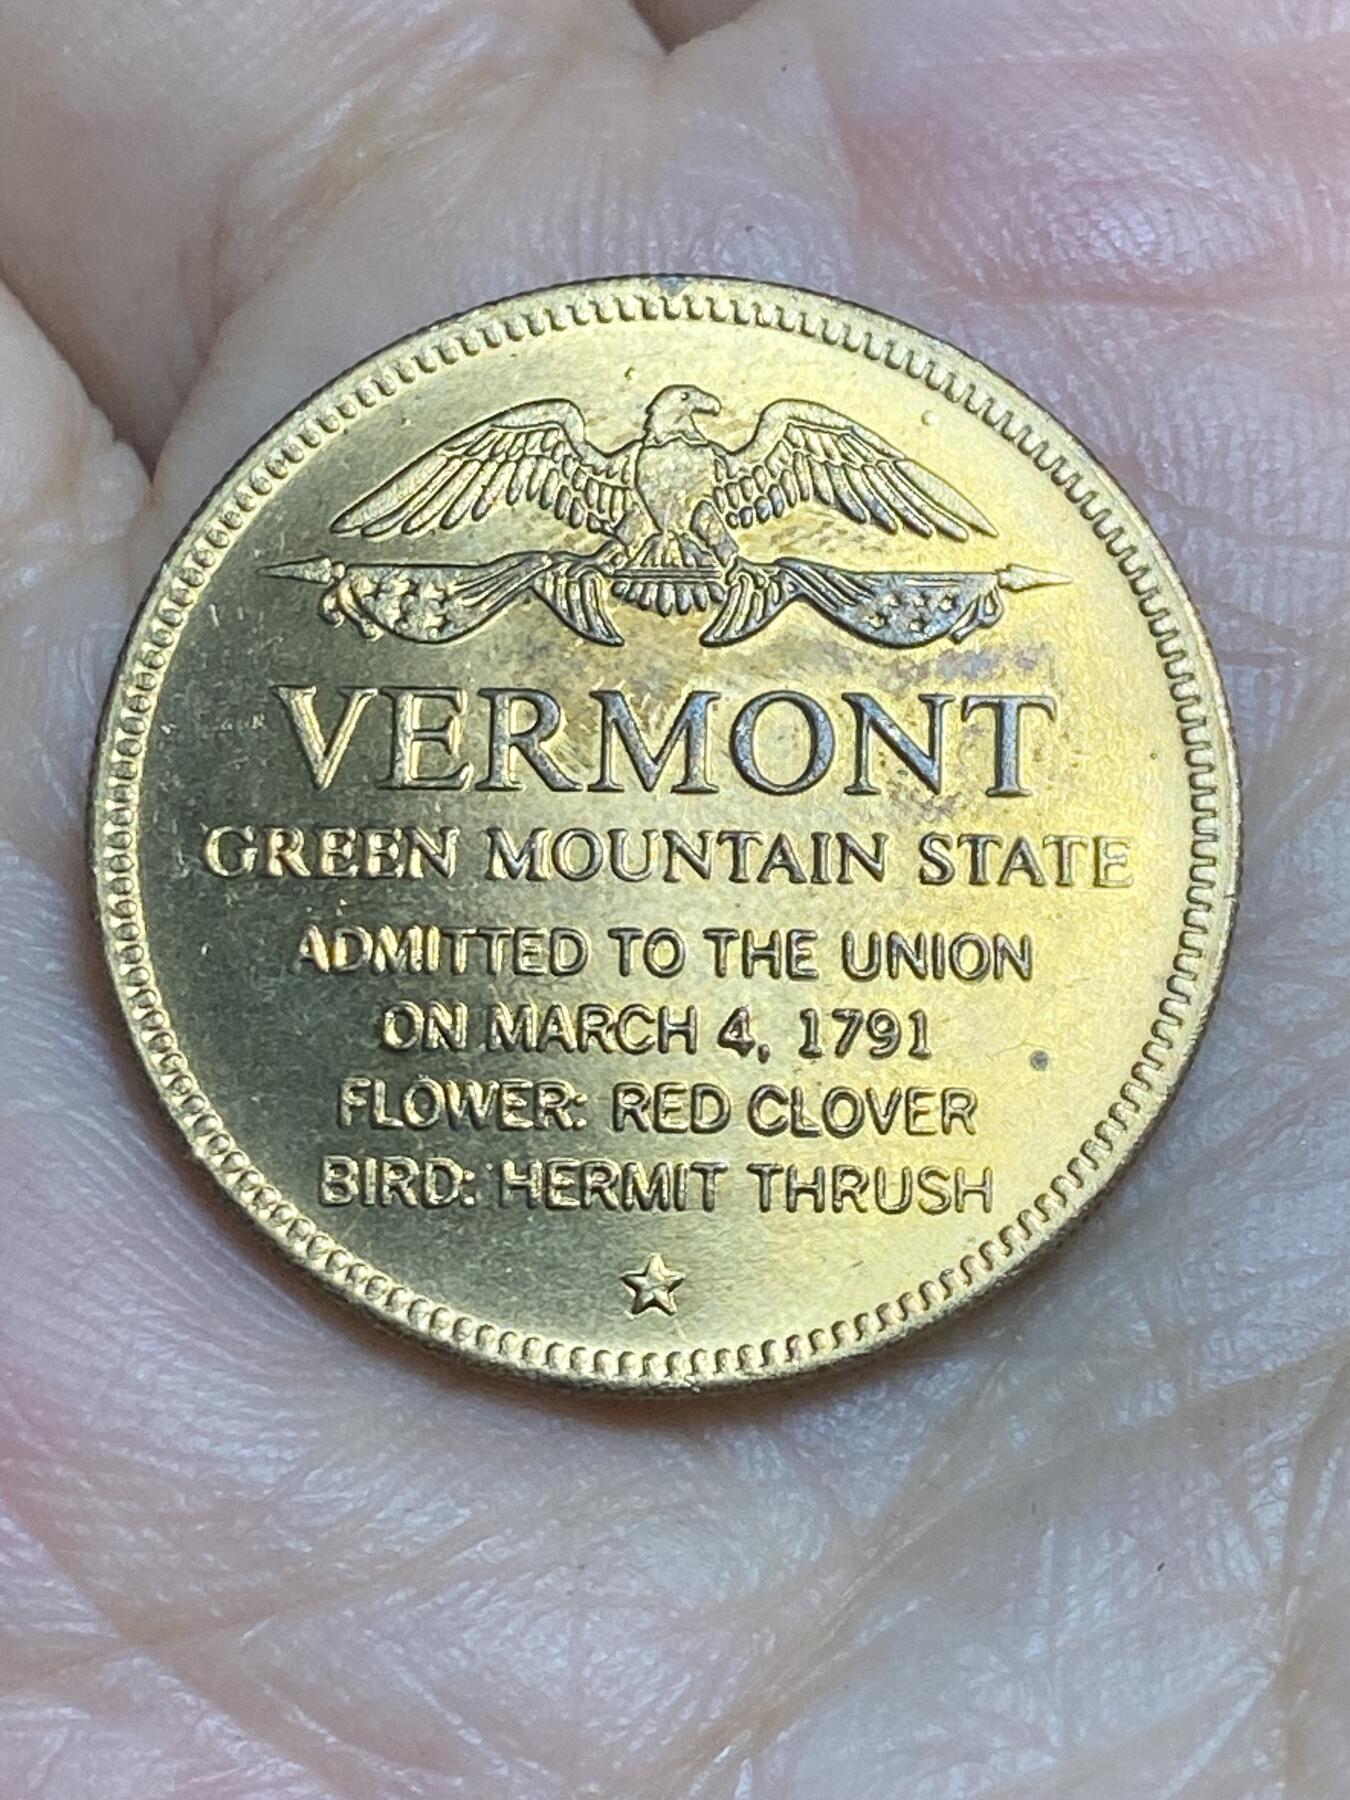 VERMONT
GREEN MOUNTAIN STATE
ADMITTED TO THE UNION
ON MARCH 4, 1791
FLOWER: RED CLOVER
BIRD: HERMIT THRUSH